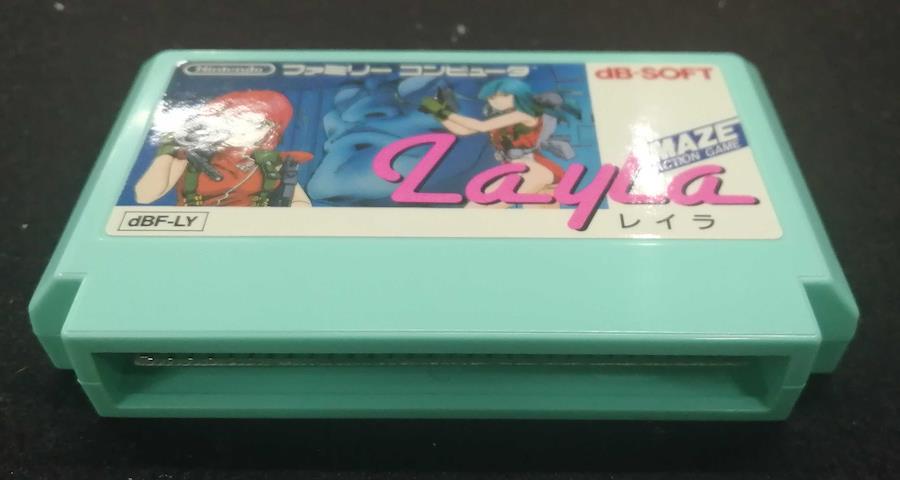 Nintendo ファミリー コンピュータ
dB-SOFT
MAZE
ACTION GAME
Layla
レイラ
dBF-LY